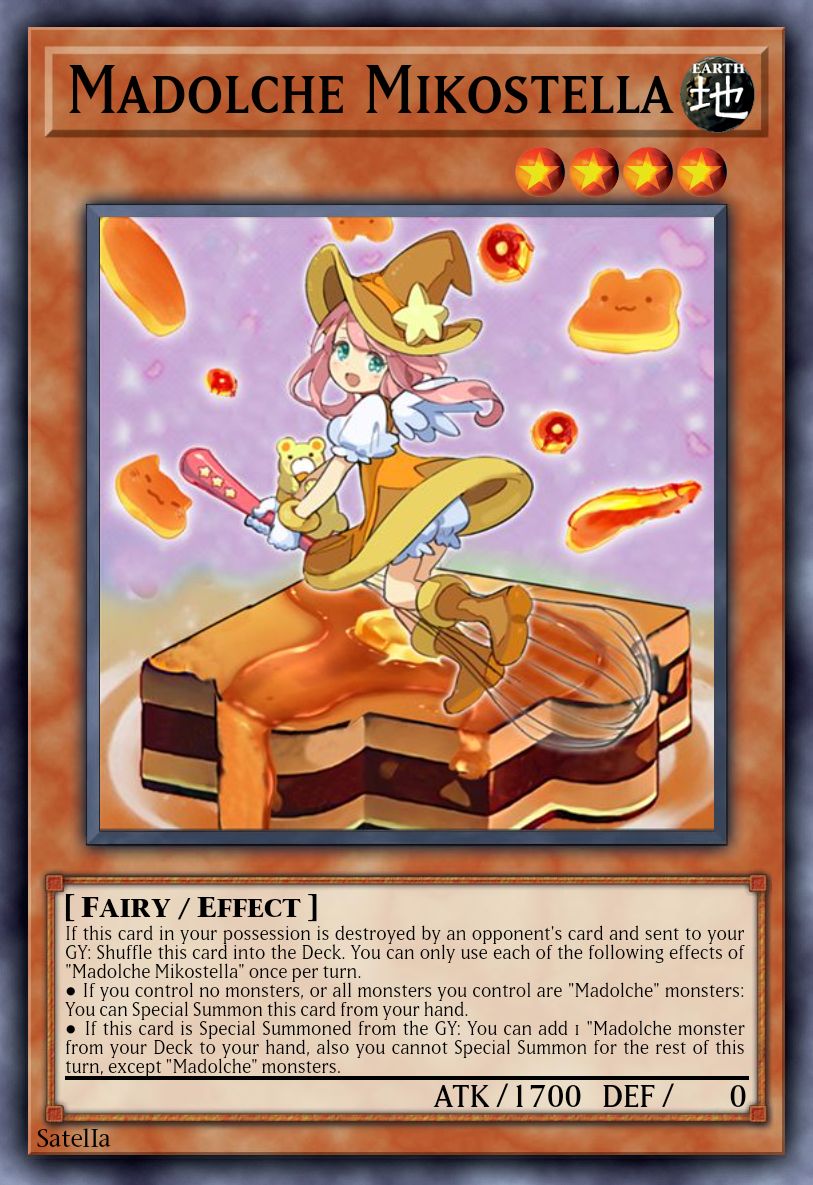 Madolche Mikostella
EARTH
地
[ Fairy / Effect ]
If this card in your possession is destroyed by an opponent's card and sent to your
GY: Shuffle this card into the Deck. You can only use each of the following effects of
"Madolche Mikostella" once per turn.
● If you control no monsters, or all monsters you control are "Madolche" monsters:
You can Special Summon this card from your hand.
● If this card is Special Summoned from the GY: You can add 1 "Madolche monster
from your Deck to your hand, also you cannot Special Summon for the rest of this
turn, except "Madolche" monsters.
ATK / 1700 DEF / 0
SatelIa